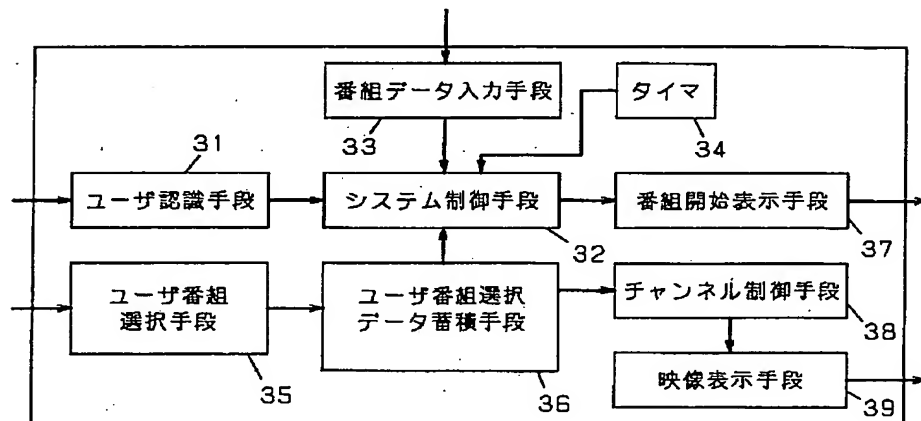 番組データ入力手段
33
タイマ
34
31
ユーザ認識手段
システム制御手段
32
番組開始表示手段
37
ユーザ番組
選択手段
35
ユーザ番組選択
データ蓄積手段
36
チャンネル制御手段
38
映像表示手段
39